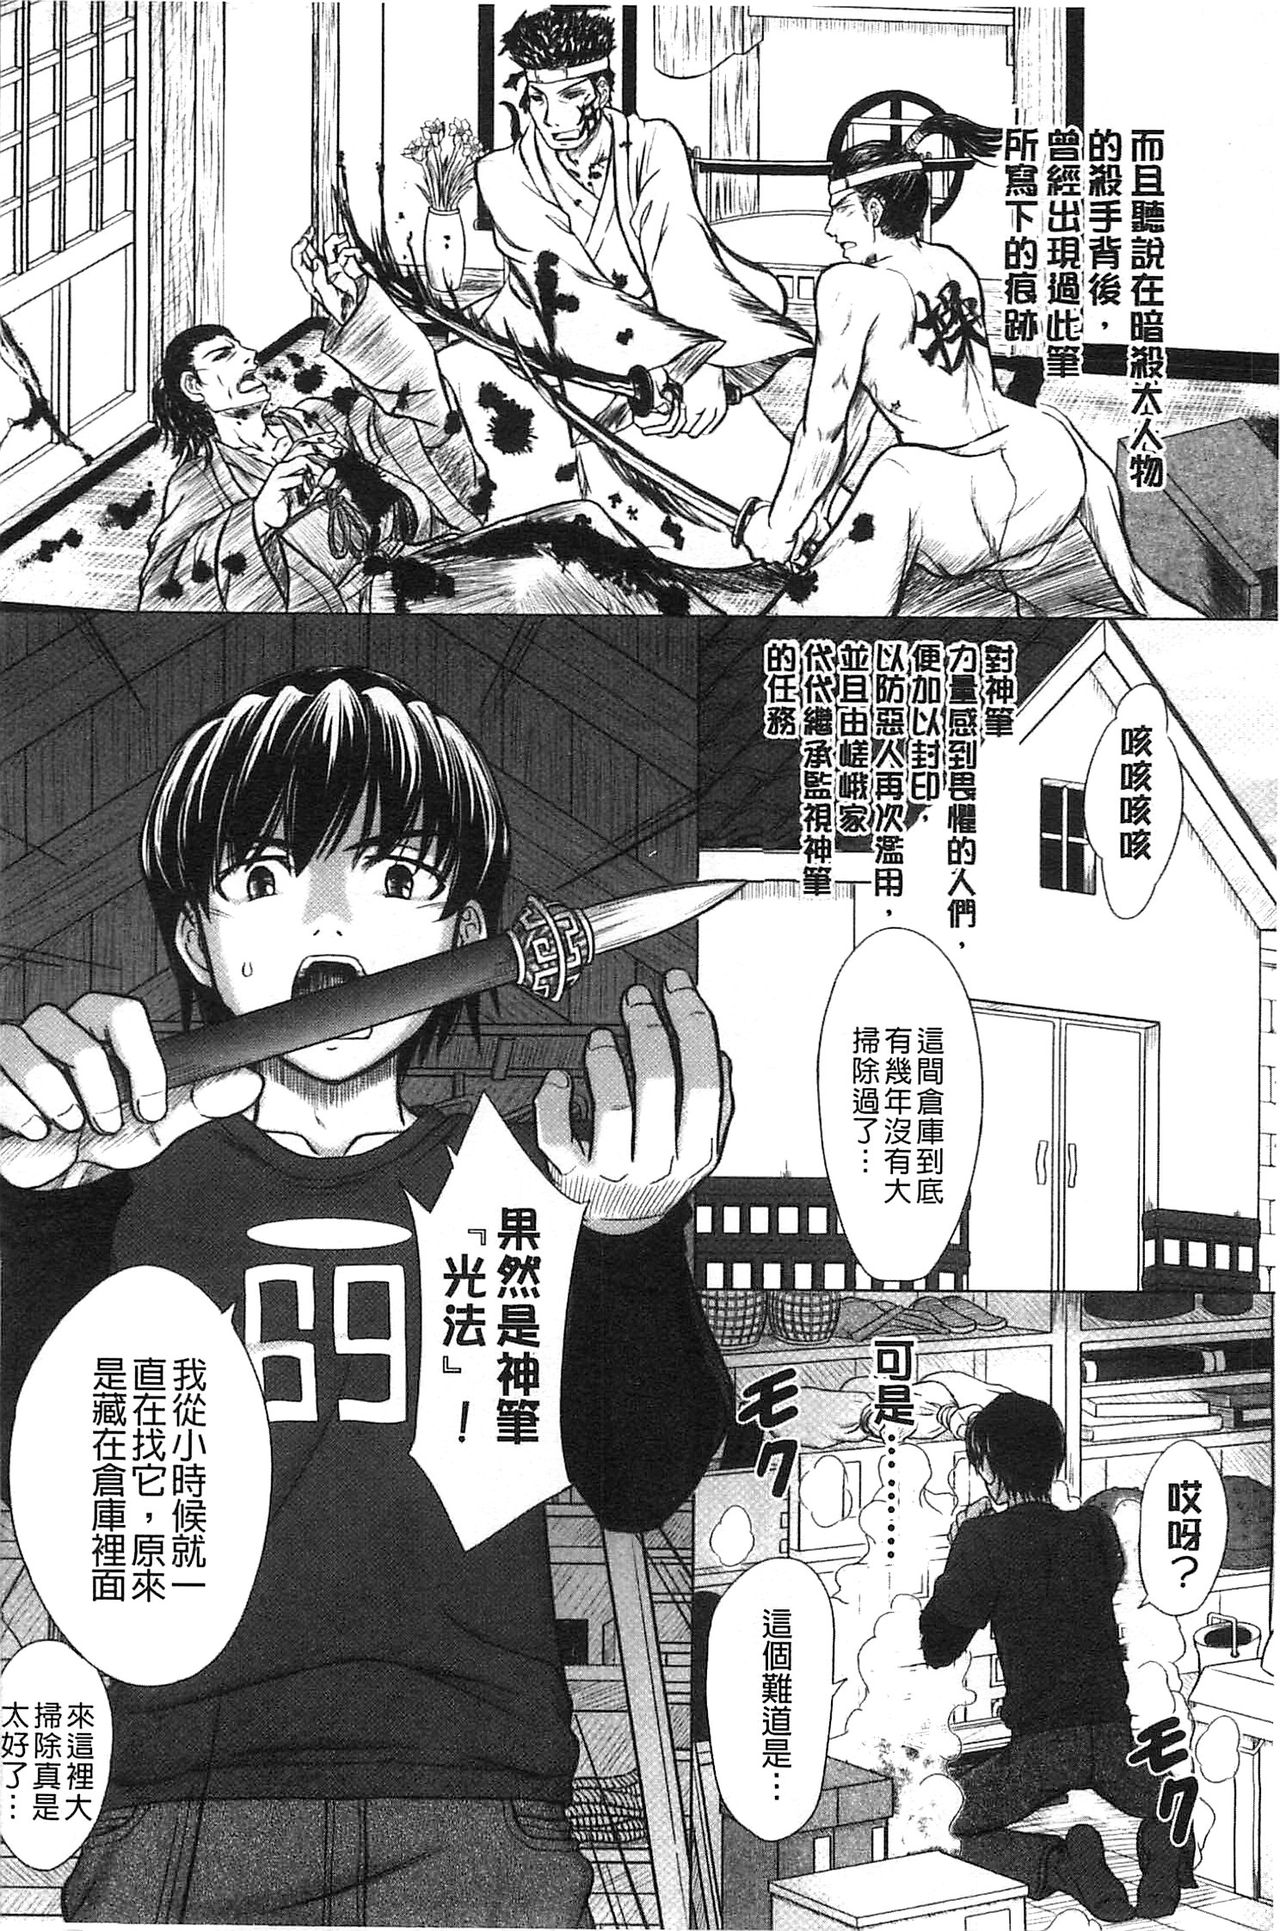 而且聽說在暗殺大人物
的殺手背後，
曾經出現過此筆
所寫下的痕跡
對神筆
力量感到畏懼的人們，
便加以封印，
以防惡人再次濫用，
並且由嵯峨家
代代繼承監視神筆
的任務
咳咳咳咳
這間倉庫到底
有幾年沒有大
掃除過了…
可是………
モク
哎呀？
這個難道是…
モク
果然是神筆
『光法』！
69
我從小時候就一
直在找它，原來
是藏在倉庫裡面
來這裡大
掃除真是
太好了…